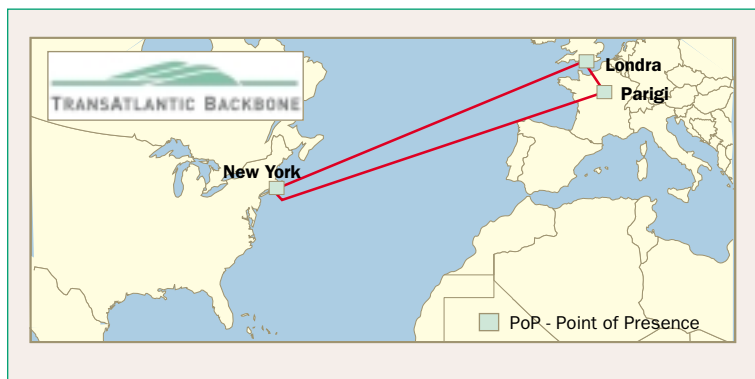 TRANSATLANTIC BACKBONE
Londra
Parigi
New York
PoP - Point of Presence